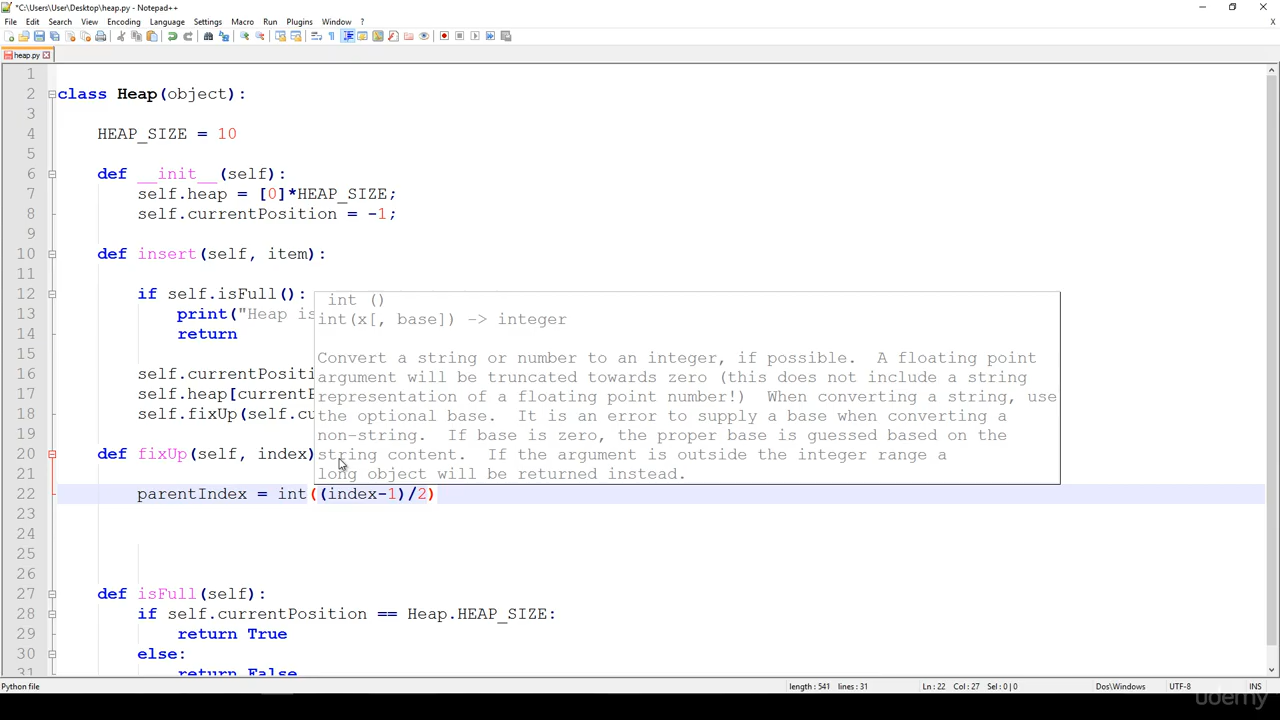 *C:\Users\User\Desktop\heap.py - Notepad++
File Edit Search View Encoding Language Settings Macro Run Plugins Window ?
X
heap.py
1
2 class Heap(object):
3
4 HEAP_SIZE = 10
5
6 def __init__(self):
7 self.heap = [0]*HEAP_SIZE;
8 self.currentPosition = -1;
9
10 def insert(self, item):
11
12 if self.isFull():
13 print("Heap is
14 return
15
16 self.currentPositi
17 self.heap[currentP
18 self.fixUp(self.cu
19
20 def fixUp(self, index)
21
22 parentIndex = int((index-1)/2)
23
24
25
26
27 def isFull(self):
28 if self.currentPosition == Heap.HEAP_SIZE:
29 return True
30 else:
31 return False
int ()
int(x[, base]) -> integer
Convert a string or number to an integer, if possible. A floating point
argument will be truncated towards zero (this does not include a string
representation of a floating point number!) When converting a string, use
the optional base. It is an error to supply a base when converting a
non-string. If base is zero, the proper base is guessed based on the
string content. If the argument is outside the integer range a
long object will be returned instead.
Python file length : 541 lines : 31 Ln : 22 Col : 27 Sel : 0 | 0 Dos\Windows UTF-8 INS
udemy